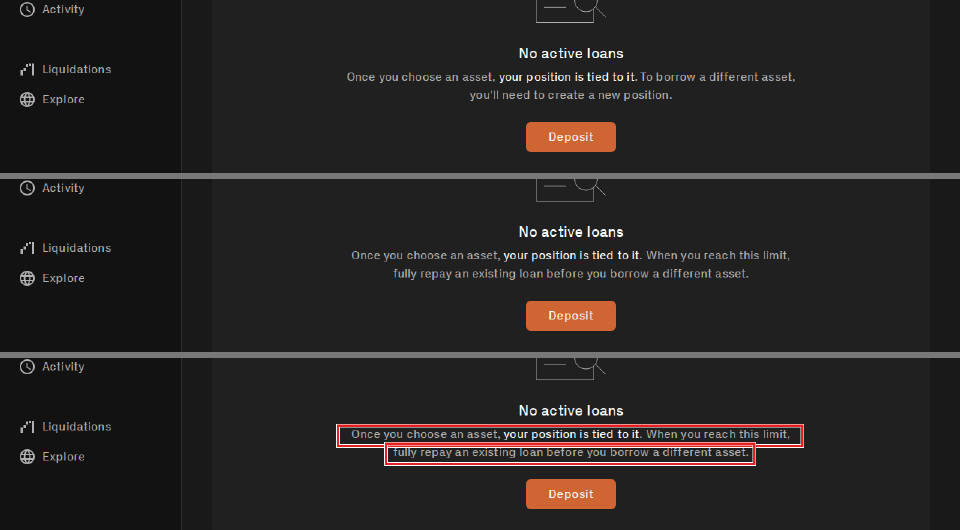 Activity
No active loans
Liquidations
Once you choose an asset, your position is tied to it. To borrow a different asset,
you'll need to create a new position.
Explore
Deposit
Activity
No active loans
Liquidations
Once you choose an asset, your position is tied to it. When you reach this limit,
fully repay an existing loan before you borrow a different asset.
Explore
Deposit
Activity
No active loans
Liquidations
Once you choose an asset, your position is tied to it. When you reach this limit,
fully repay an existing loan before you borrow a different asset.
Explore
Deposit